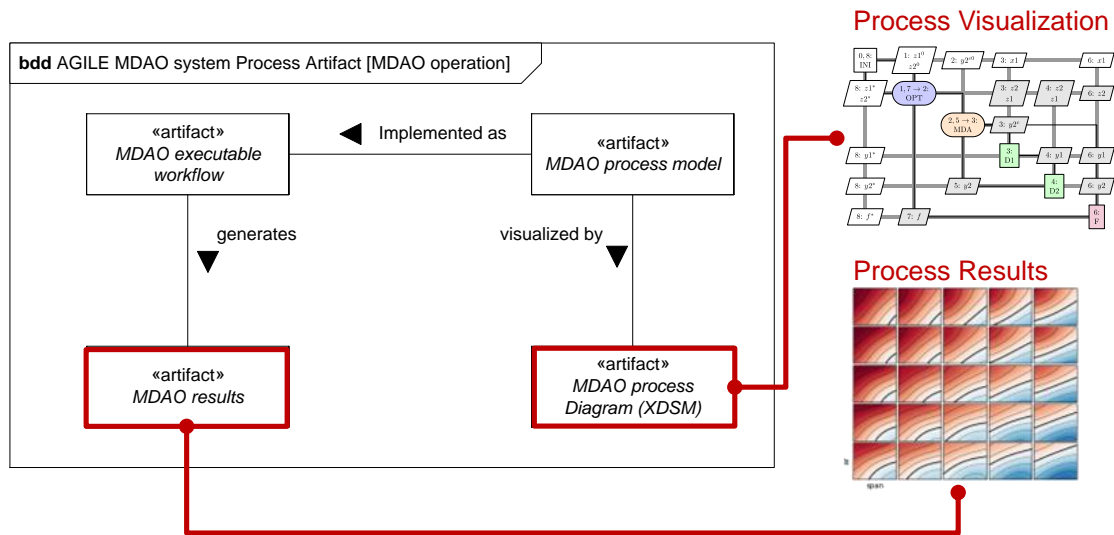 Process Visualization
bdd AGILE MDAO system Process Artifact [MDAO operation]
«artifact»
MDAO executable
workflow
Implemented as
«artifact»
MDAO process model
generates
visualized by
«artifact»
MDAO results
«artifact»
MDAO process
Diagram (XDSM)
0, 8:
INI
1: z1⁰
z2⁰
2: y2ᶜ⁰
3: x1
6: x1
8: z1*
z2*
1, 7 → 2:
OPT
3: z2
z1
4: z2
z1
6: z2
2, 5 → 3:
MDA
3: y2ᶜ
8: y1*
3:
D1
4: y1
6: y1
8: y2*
5: y2
4:
D2
6: y2
8: f*
7: f
6:
F
Process Results
span